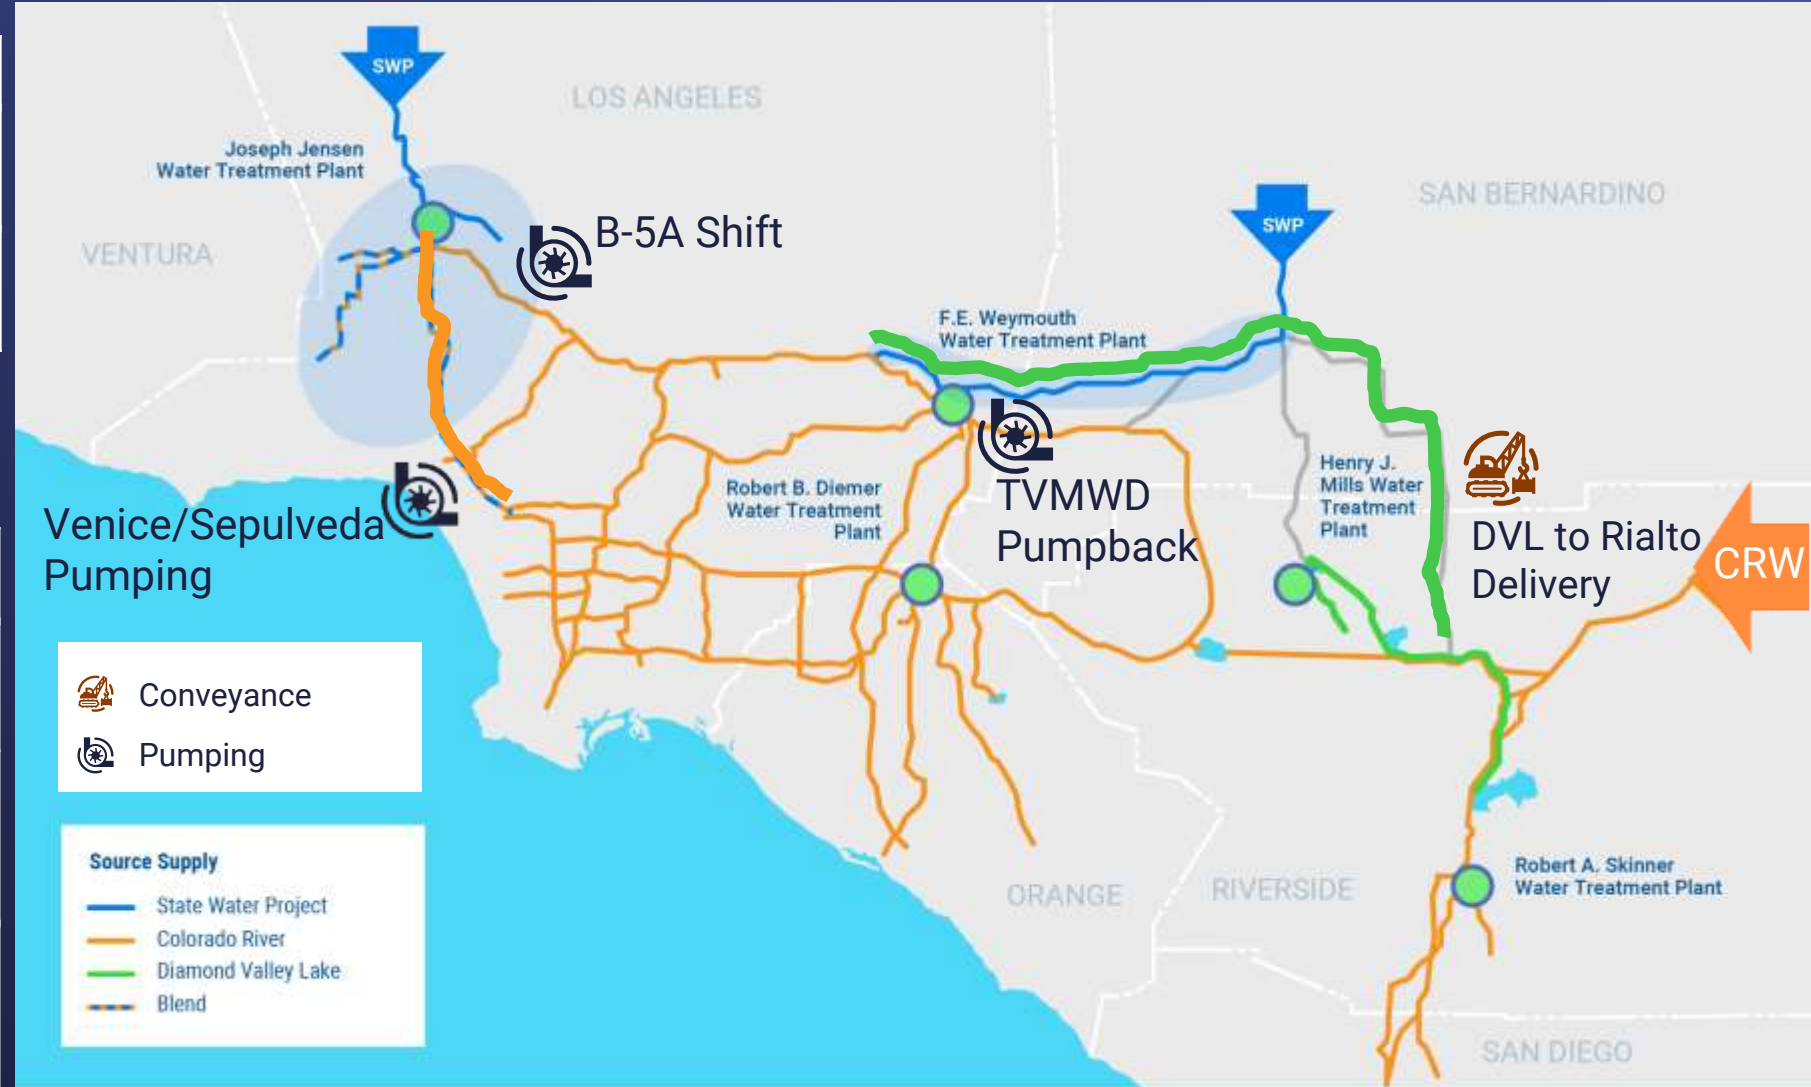 SWP
LOS ANGELES
Joseph Jensen
Water Treatment Plant
SAN BERNARDINO
VENTURA
B-5A Shift
SWP
F.E. Weymouth
Water Treatment Plant
Henry J.
Mills Water
Treatment
Plant
Robert B. Diemer
Water Treatment
Plant
TVMWD
Pumpback
Venice/Sepulveda
Pumping
DVL to Rialto
Delivery
CRW
Conveyance
Pumping
Source Supply
State Water Project
Colorado River
Diamond Valley Lake
Blend
ORANGE
RIVERSIDE
Robert A. Skinner
Water Treatment Plant
SAN DIEGO